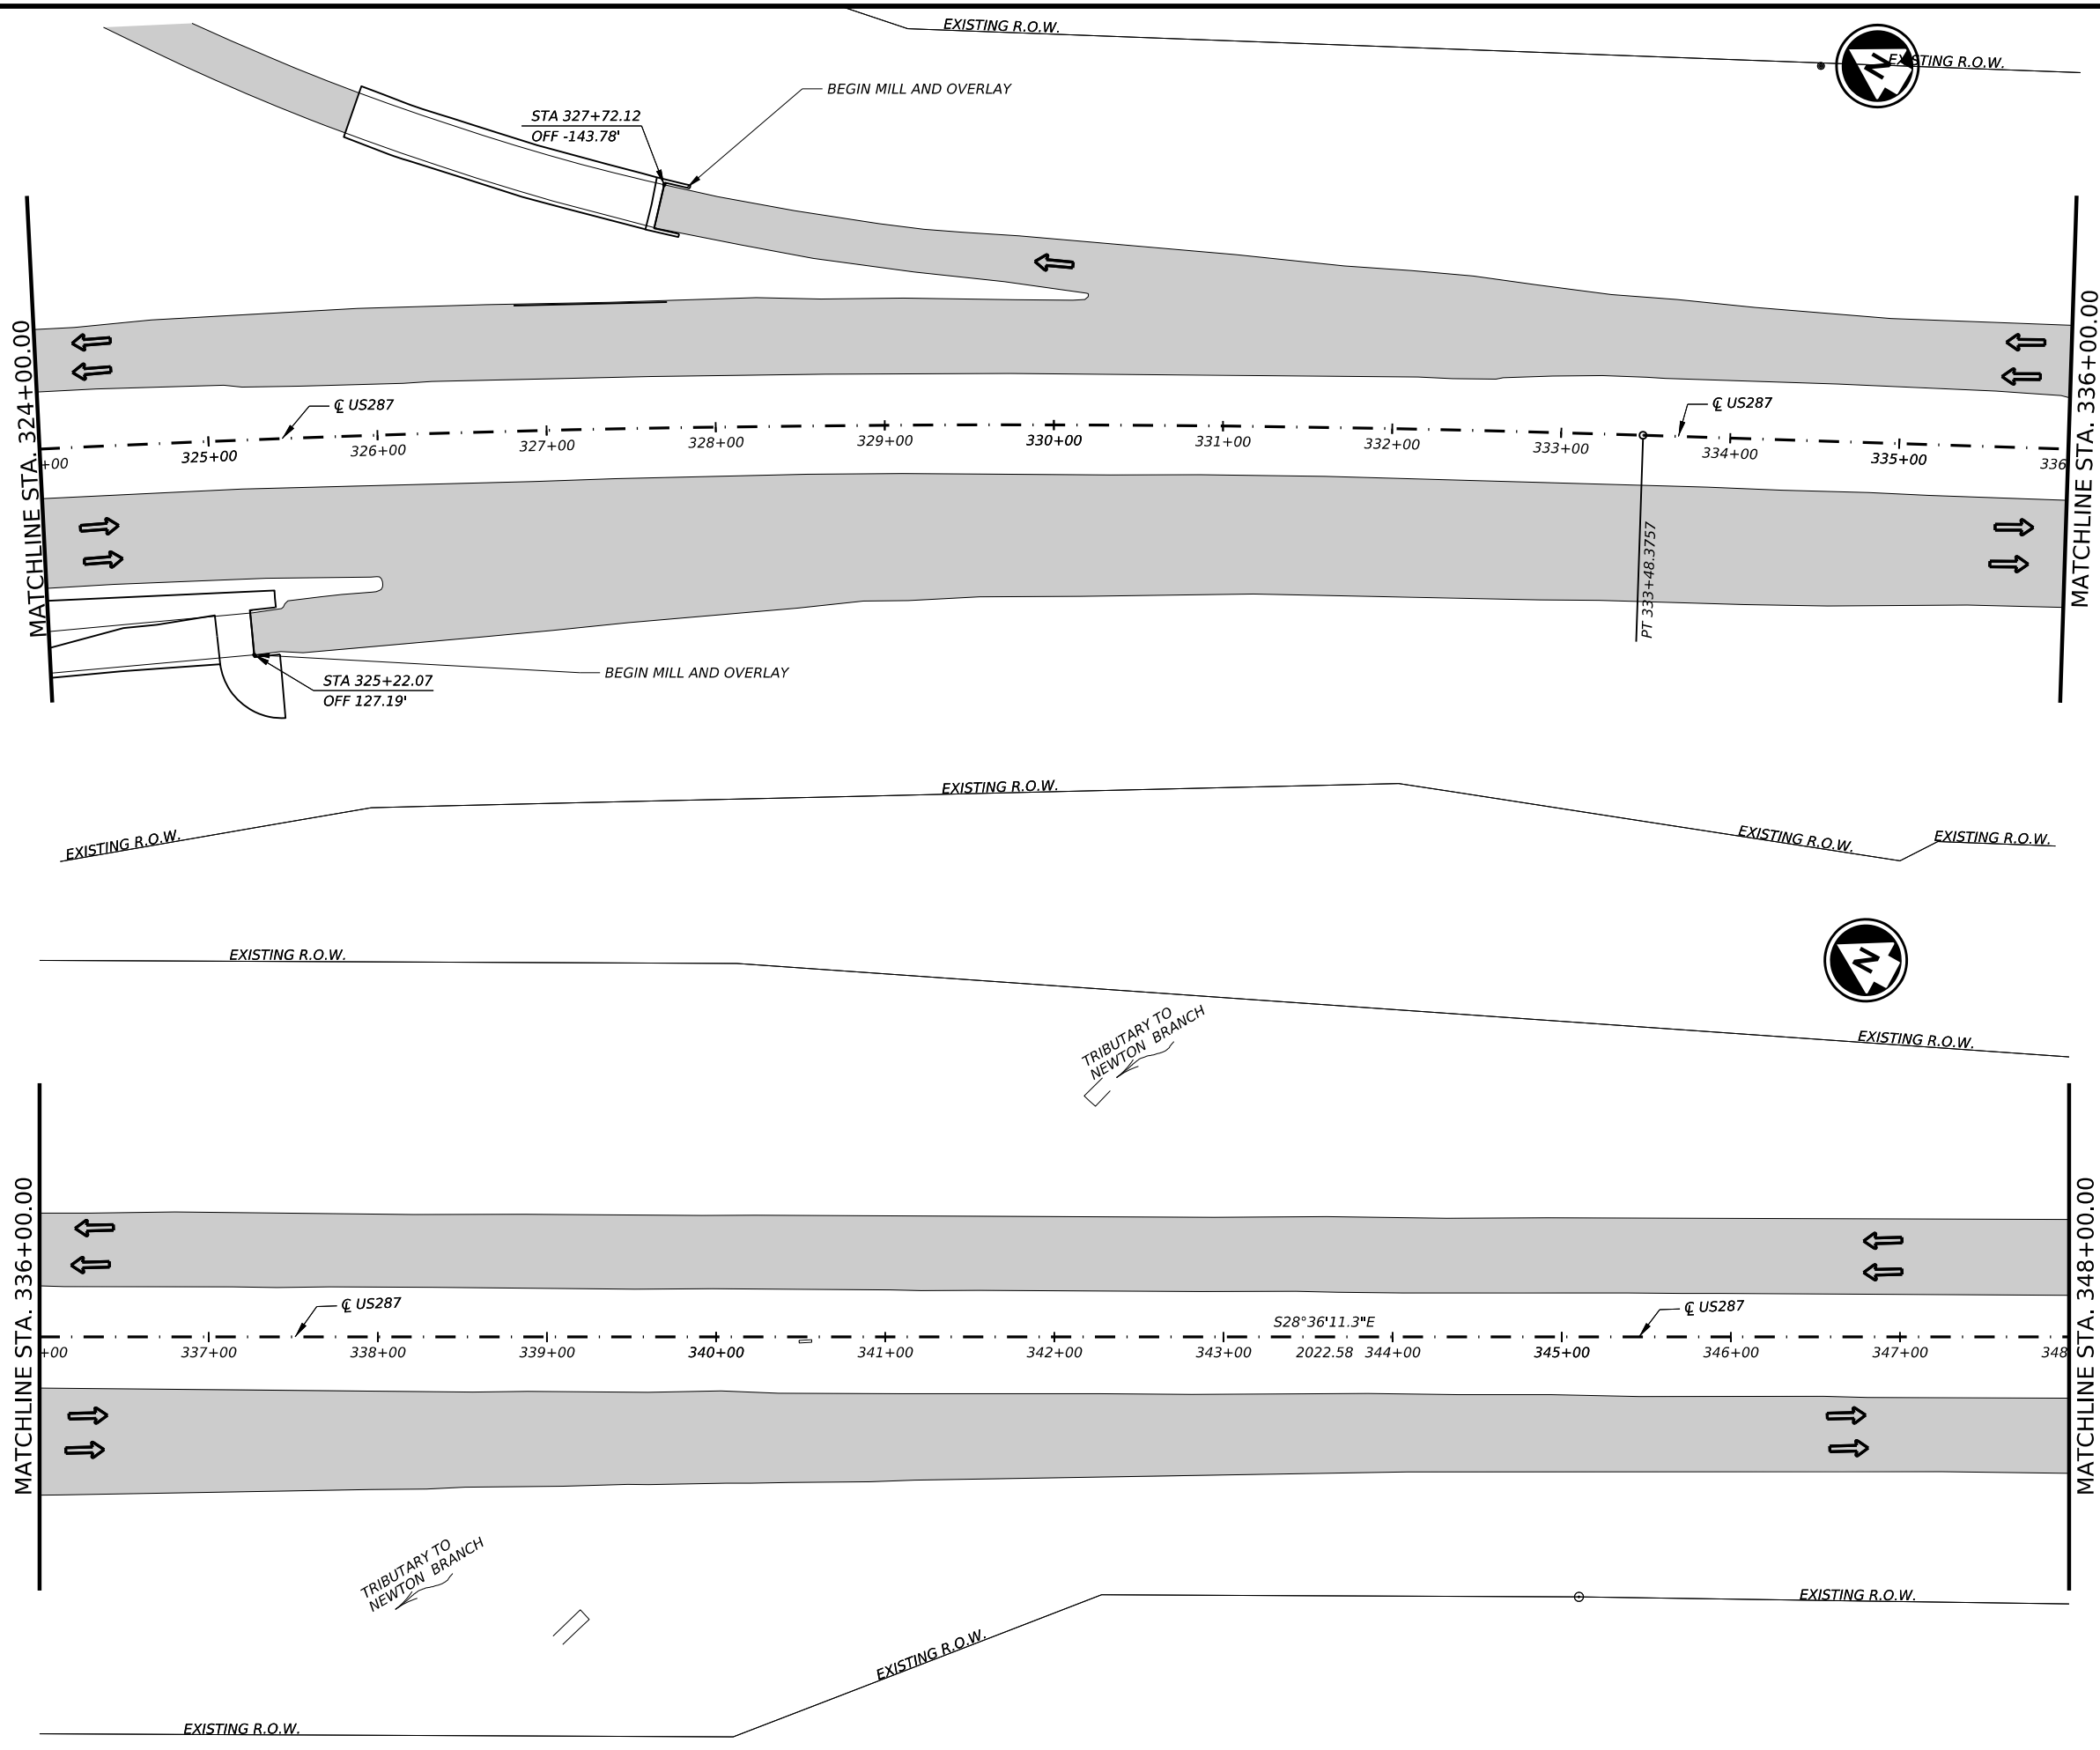 EXISTING R.O.W.
N
EXISTING R.O.W.
BEGIN MILL AND OVERLAY
STA 327+72.12
OFF -143.78'
MATCHLINE STA. 324+00.00
MATCHLINE STA. 336+00.00
℄ US287
℄ US287
+00
325+00
326+00
327+00
328+00
329+00
330+00
331+00
332+00
333+00
334+00
335+00
336
PT 333+48.3757
BEGIN MILL AND OVERLAY
STA 325+22.07
OFF 127.19'
EXISTING R.O.W.
EXISTING R.O.W.
EXISTING R.O.W.
EXISTING R.O.W.
EXISTING R.O.W.
N
EXISTING R.O.W.
TRIBUTARY TO
NEWTON BRANCH
MATCHLINE STA. 336+00.00
MATCHLINE STA. 348+00.00
℄ US287
S28°36'11.3"E
℄ US287
+00
337+00
338+00
339+00
340+00
341+00
342+00
343+00
2022.58
344+00
345+00
346+00
347+00
348
TRIBUTARY TO
NEWTON BRANCH
EXISTING R.O.W.
EXISTING R.O.W.
EXISTING R.O.W.